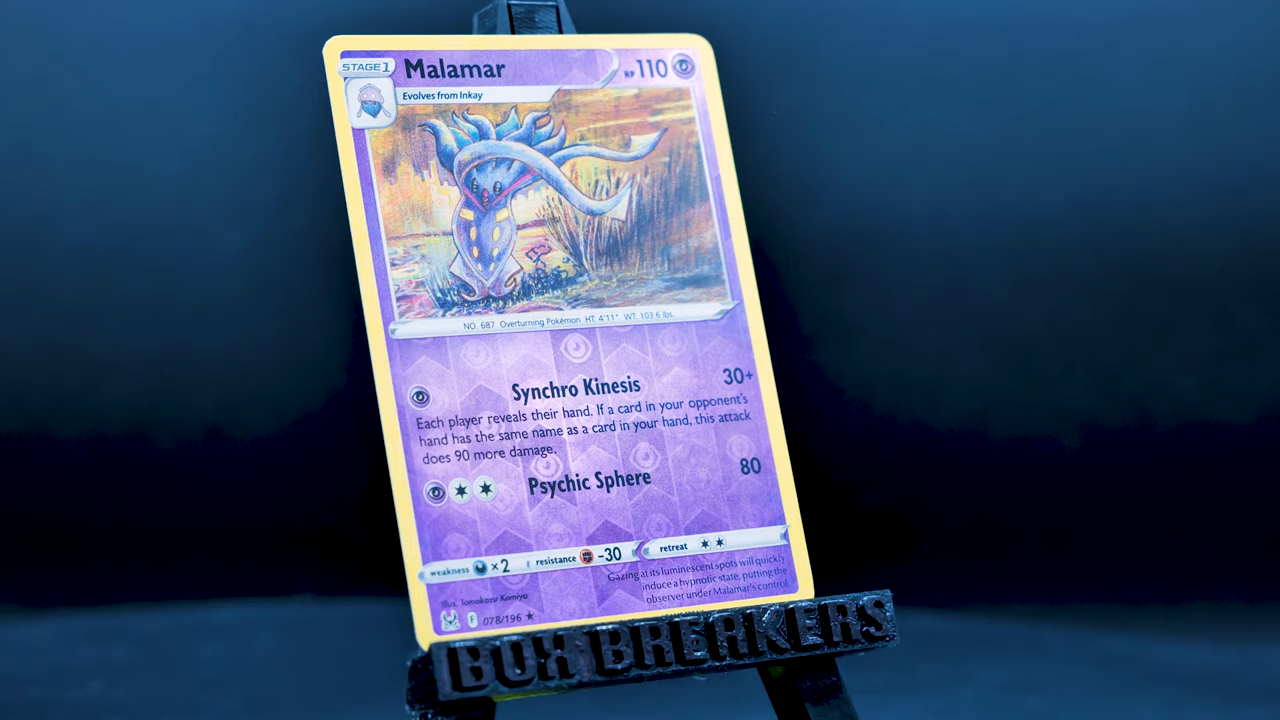 STAGE 1 Malamar HP 110
Evolves from Inkay
NO. 687 Overturning Pokémon HT: 4'11" WT: 103.6 lbs.
Synchro Kinesis 30+
Each player reveals their hand. If a card in your opponent's
hand has the same name as a card in your hand, this attack
does 90 more damage.
Psychic Sphere 80
weakness ×2 resistance -30 retreat
Gazing at its luminescent spots will quickly
induce a hypnotic state, putting the
observer under Malamar's control.
Illus. Tomokazu Komiya
F 078/196 ★
BOX BREAKERS